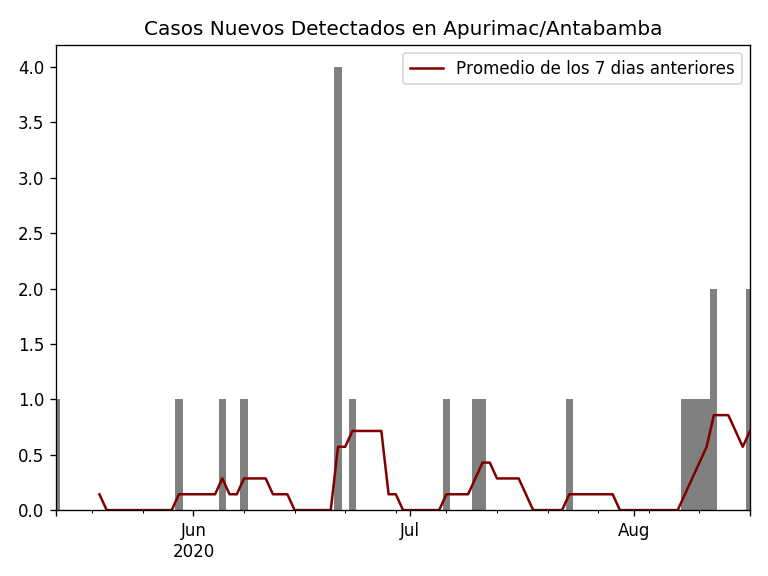 Casos Nuevos Detectados en Apurimac/Antabamba
Promedio de los 7 dias anteriores
4.0
3.5
3.0
2.5
2.0
1.5
1.0
0.5
0.0
Jun
2020
Jul
Aug